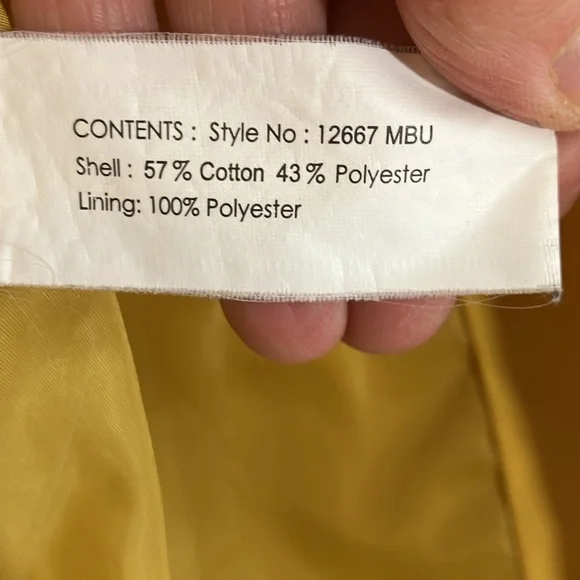 CONTENTS : Style No : 12667 MBU
Shell : 57 % Cotton 43 % Polyester
Lining: 100% Polyester